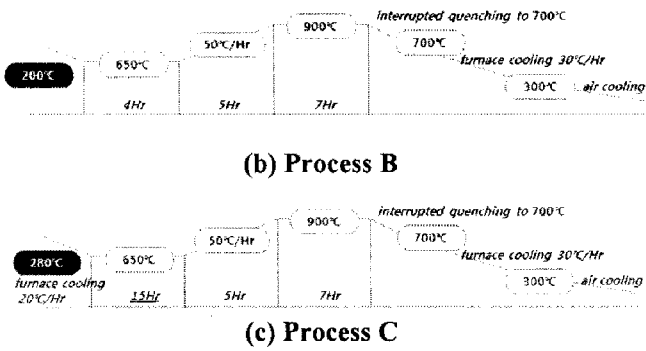 900°C
interrupted quenching to 700°C
50°C/Hr
700°C
650°C
furnace cooling 30°C/Hr
200°C
300°C
air cooling
4Hr
5Hr
7Hr
(b) Process B
900°C
interrupted quenching to 700°C
50°C/Hr
700°C
280°C
650°C
furnace cooling 30°C/Hr
furnace cooling
20°C/Hr
300°C
air cooling
15Hr
5Hr
7Hr
(c) Process C